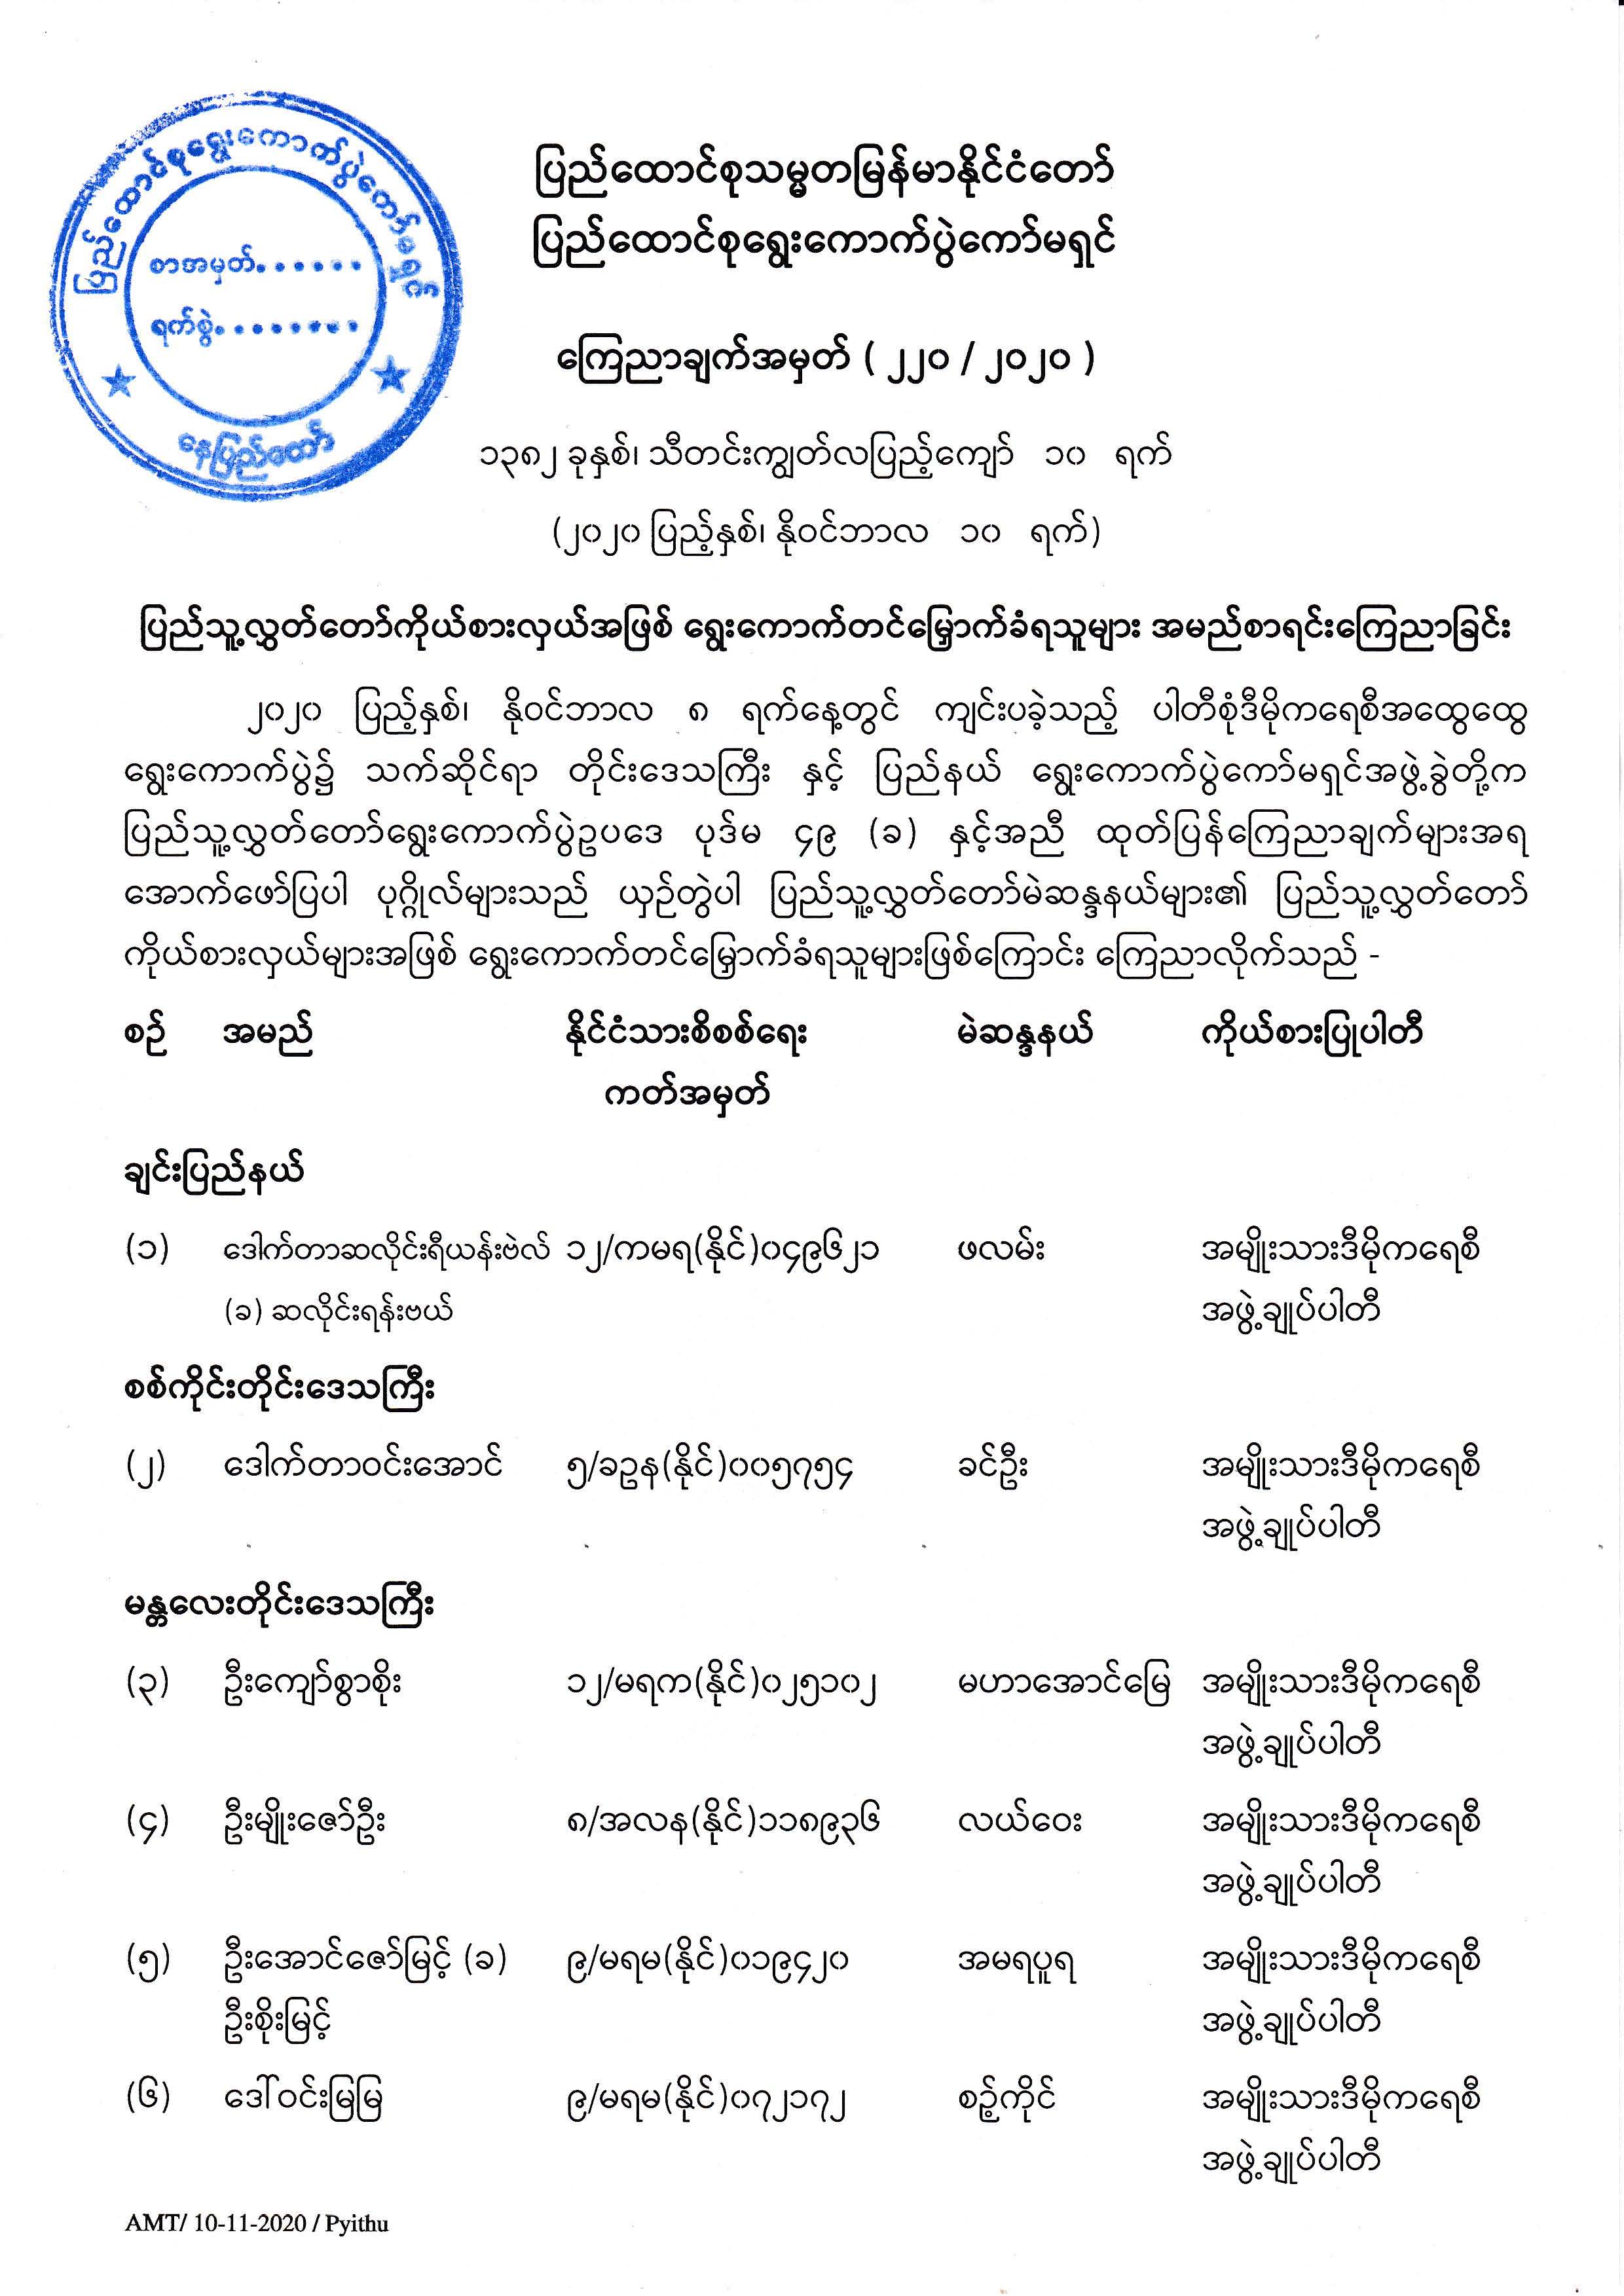 ပြည်ထောင်စုရွေးကောက်ပွဲကော်မရှင်
စာအမှတ်.......
ရက်စွဲ.........
နေပြည်တော်
ပြည်ထောင်စုသမ္မတမြန်မာနိုင်ငံတော်
ပြည်ထောင်စုရွေးကောက်ပွဲကော်မရှင်
ကြေညာချက်အမှတ် ( ၂၂၀ / ၂၀၂၀ )
၁၃၈၂ ခုနှစ်၊ သီတင်းကျွတ်လပြည့်ကျော် ၁၀ ရက်
(၂၀၂၀ ပြည့်နှစ်၊ နိုဝင်ဘာလ ၁၀ ရက်)
ပြည်သူ့လွှတ်တော်ကိုယ်စားလှယ်အဖြစ် ရွေးကောက်တင်မြှောက်ခံရသူများ အမည်စာရင်းကြေညာခြင်း
၂၀၂၀ ပြည့်နှစ်၊ နိုဝင်ဘာလ ၈ ရက်နေ့တွင် ကျင်းပခဲ့သည့် ပါတီစုံဒီမိုကရေစီအထွေထွေ
ရွေးကောက်ပွဲ၌ သက်ဆိုင်ရာ တိုင်းဒေသကြီး နှင့် ပြည်နယ် ရွေးကောက်ပွဲကော်မရှင်အဖွဲ့ခွဲတို့က
ပြည်သူ့လွှတ်တော်ရွေးကောက်ပွဲဥပဒေ ပုဒ်မ ၄၉ (ခ) နှင့်အညီ ထုတ်ပြန်ကြေညာချက်များအရ
အောက်ဖော်ပြပါ ပုဂ္ဂိုလ်များသည် ယှဉ်တွဲပါ ပြည်သူ့လွှတ်တော်မဲဆန္ဒနယ်များ၏ ပြည်သူ့လွှတ်တော်
ကိုယ်စားလှယ်များအဖြစ် ရွေးကောက်တင်မြှောက်ခံရသူများဖြစ်ကြောင်း ကြေညာလိုက်သည် -
စဉ် အမည် နိုင်ငံသားစိစစ်ရေး မဲဆန္ဒနယ် ကိုယ်စားပြုပါတီ
ကတ်အမှတ်
ချင်းပြည်နယ်
(၁) ဒေါက်တာဆလိုင်းရီယန်းဗဲလ် ၁၂/ကမရ(နိုင်)၀၄၉၆၂၁ ဖလမ်း အမျိုးသားဒီမိုကရေစီ
(ခ) ဆလိုင်းရန်းဗယ် အဖွဲ့ချုပ်ပါတီ
စစ်ကိုင်းတိုင်းဒေသကြီး
(၂) ဒေါက်တာဝင်းအောင် ၅/ခဥန(နိုင်)၀၀၅၇၅၄ ခင်ဦး အမျိုးသားဒီမိုကရေစီ
အဖွဲ့ချုပ်ပါတီ
မန္တလေးတိုင်းဒေသကြီး
(၃) ဦးကျော်စွာစိုး ၁၂/မရက(နိုင်)၀၂၅၁၀၂ မဟာအောင်မြေ အမျိုးသားဒီမိုကရေစီ
အဖွဲ့ချုပ်ပါတီ
(၄) ဦးမျိုးဇော်ဦး ၈/အလန(နိုင်)၁၁၈၉၃၆ လယ်ဝေး အမျိုးသားဒီမိုကရေစီ
အဖွဲ့ချုပ်ပါတီ
(၅) ဦးအောင်ဇော်မြင့် (ခ) ၉/မရမ(နိုင်)၀၁၉၄၂၀ အမရပူရ အမျိုးသားဒီမိုကရေစီ
ဦးစိုးမြင့် အဖွဲ့ချုပ်ပါတီ
(၆) ဒေါ်ဝင်းမြမြ ၉/မရမ(နိုင်)၀၇၂၁၇၂ စဉ့်ကိုင် အမျိုးသားဒီမိုကရေစီ
အဖွဲ့ချုပ်ပါတီ
AMT/ 10-11-2020 / Pyithu